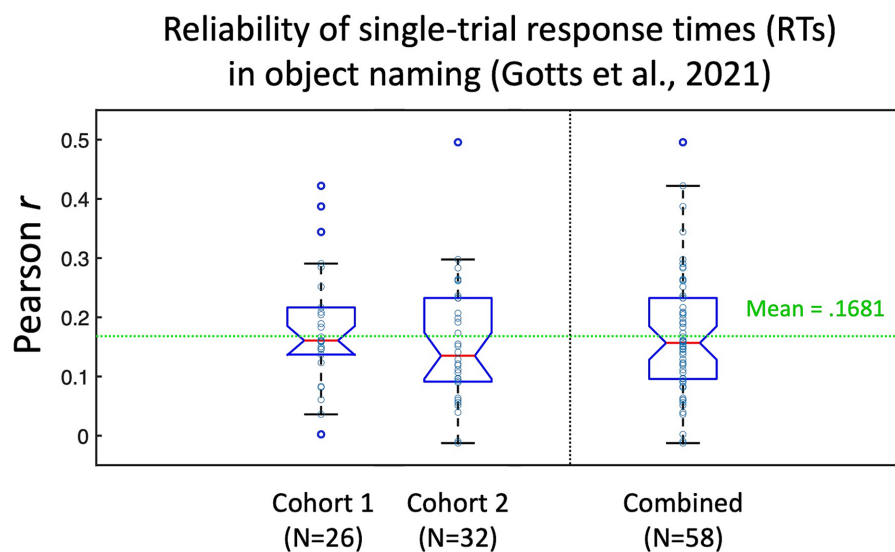 Reliability of single-trial response times (RTs)
in object naming (Gotts et al., 2021)
Pearson r
0.5
0.4
0.3
0.2
0.1
0
Mean = .1681
Cohort 1
(N=26)
Cohort 2
(N=32)
Combined
(N=58)